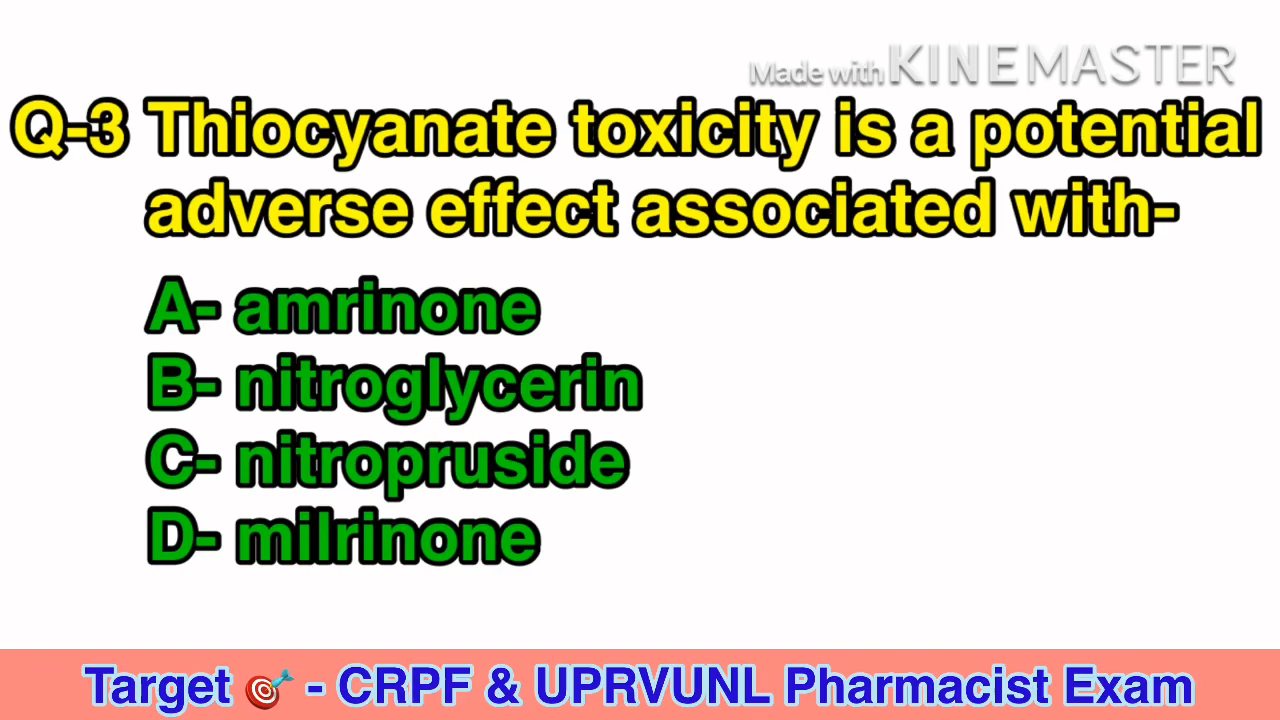 Made with KINEMASTER
Q-3 Thiocyanate toxicity is a potential
adverse effect associated with-
A- amrinone
B- nitroglycerin
C- nitropruside
D- milrinone
Target 🎯 - CRPF & UPRVUNL Pharmacist Exam